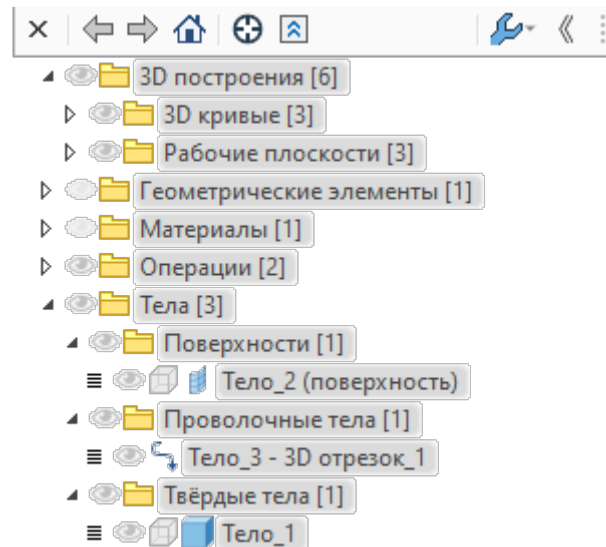 3D построения [6]
3D кривые [3]
Рабочие плоскости [3]
Геометрические элементы [1]
Материалы [1]
Операции [2]
Тела [3]
Поверхности [1]
Тело_2 (поверхность)
Проволочные тела [1]
Тело_3 - 3D отрезок_1
Твёрдые тела [1]
Тело_1